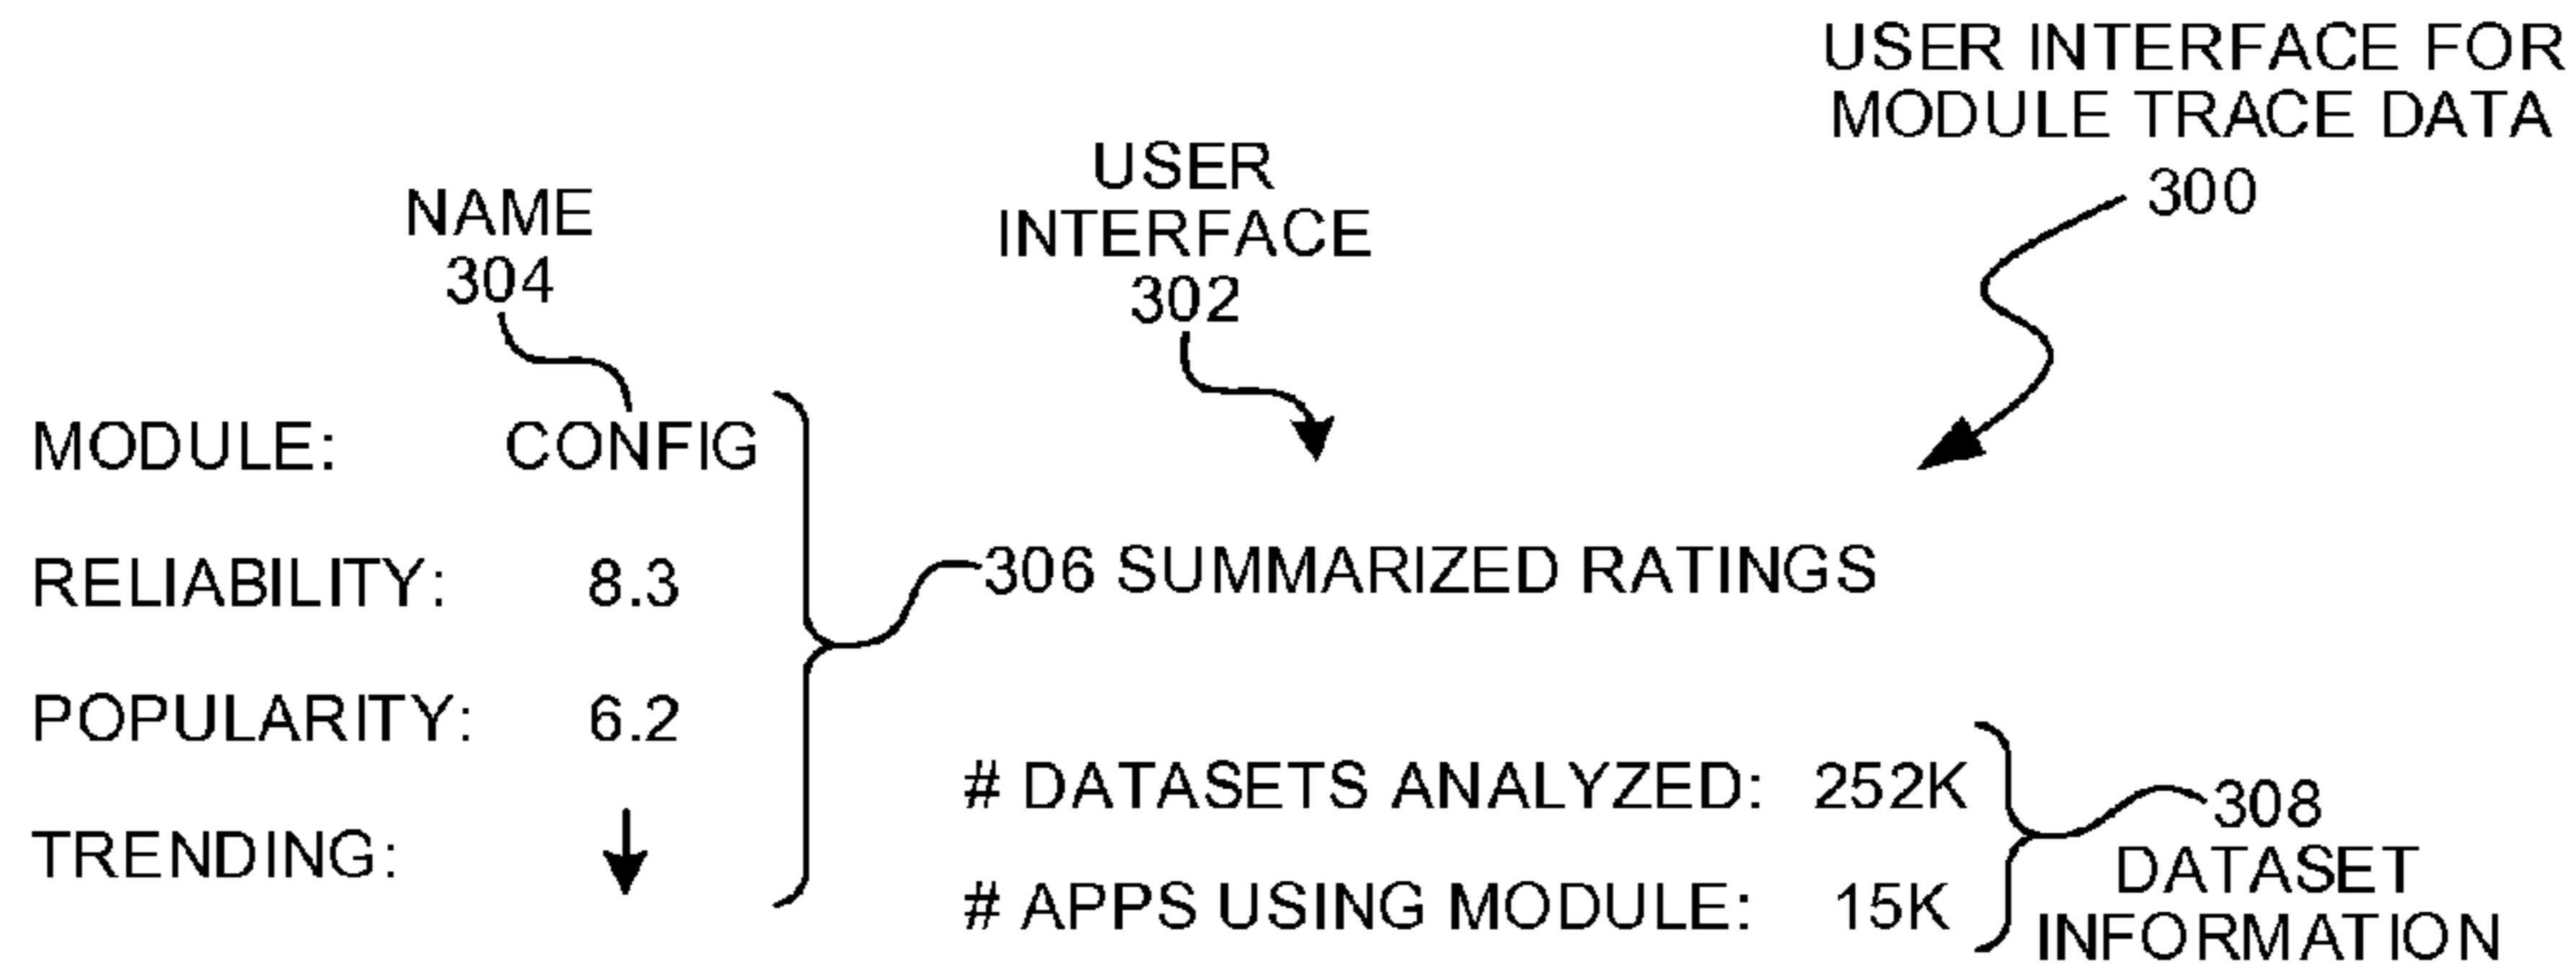 USER INTERFACE FOR
MODULE TRACE DATA
300
USER
INTERFACE
302
NAME
304
MODULE: CONFIG
RELIABILITY: 8.3
POPULARITY: 6.2
TRENDING:
306 SUMMARIZED RATINGS
# DATASETS ANALYZED: 252K
# APPS USING MODULE: 15K
308
DATASET
INFORMATION